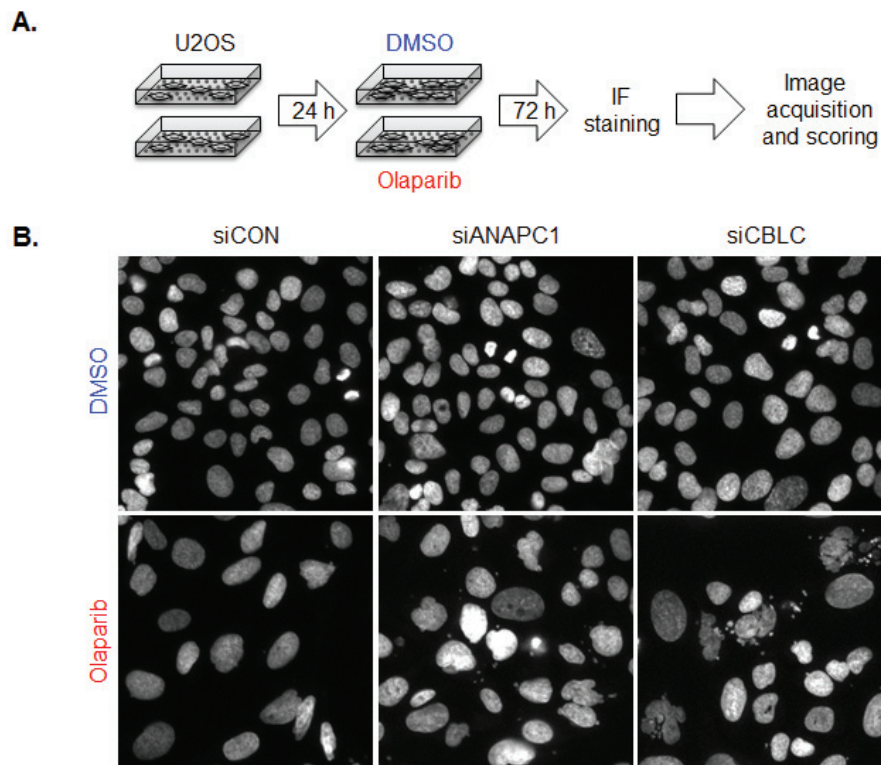 A.
U2OS
DMSO
24 h
72 h
IF
staining
Image
acquisition
and scoring
Olaparib
B.
siCON
siANAPC1
siCBLC
DMSO
Olaparib